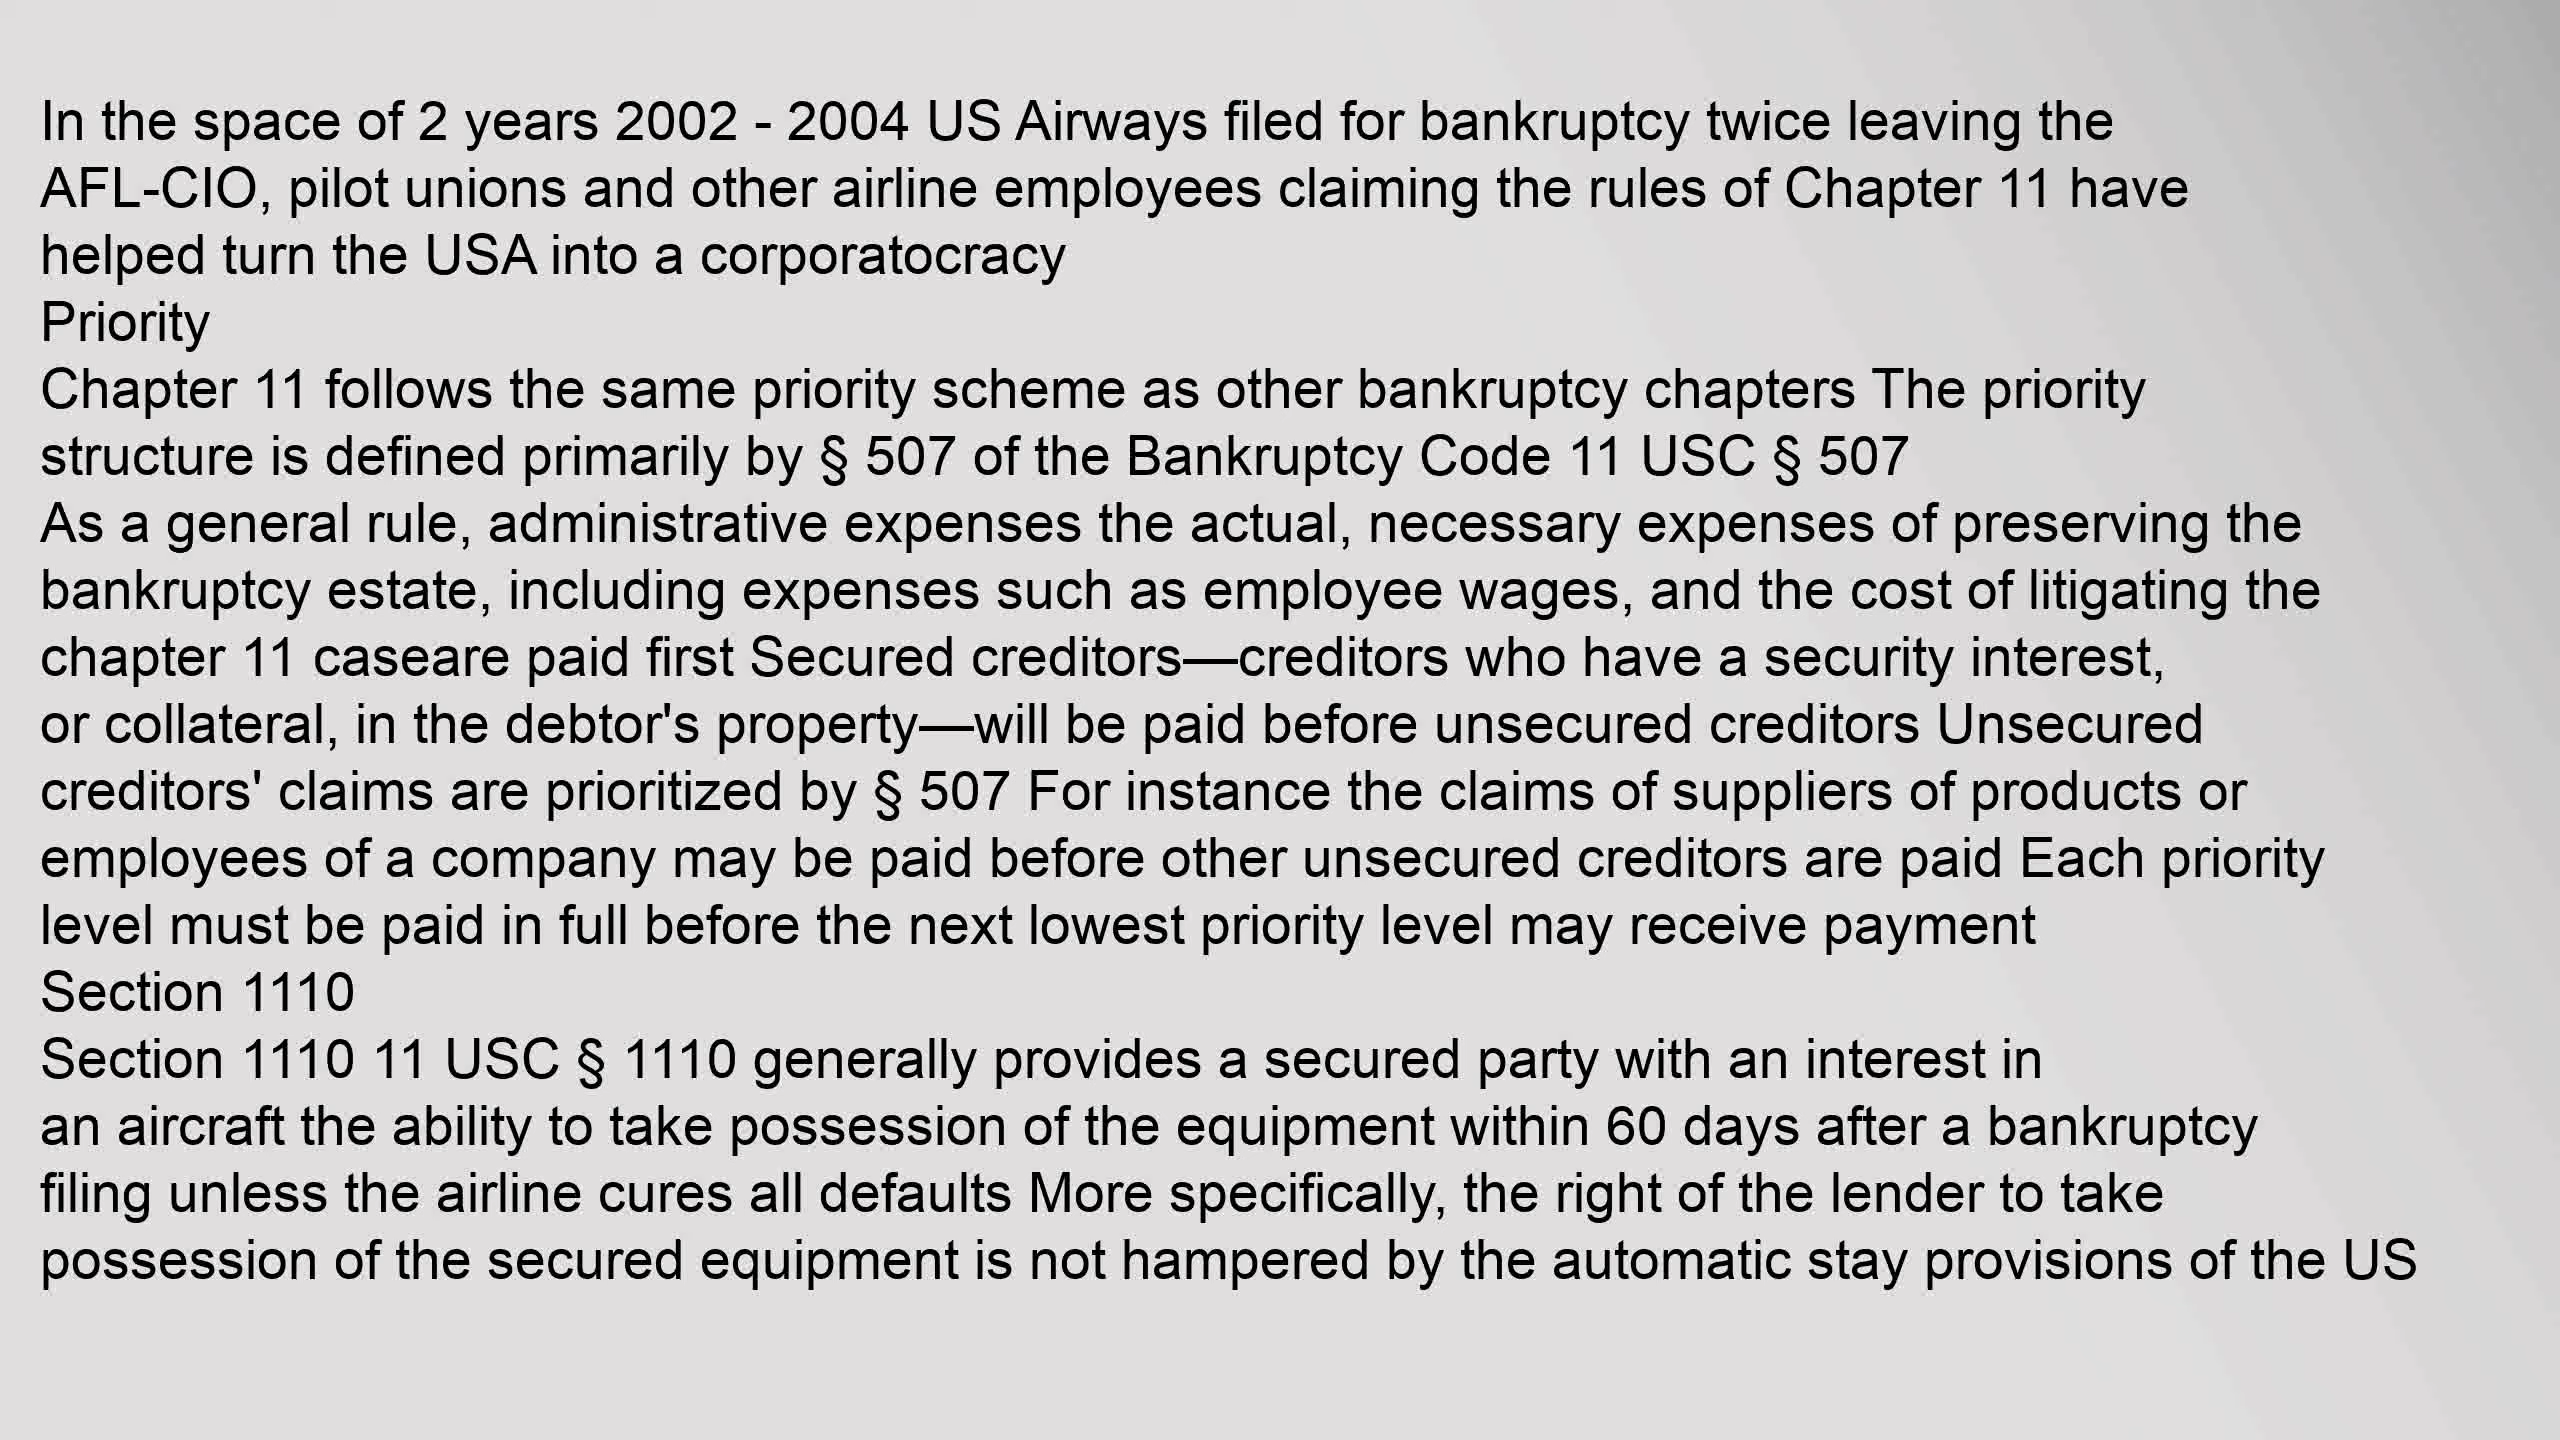 In the space of 2 years 2002 - 2004 US Airways filed for bankruptcy twice leaving the
AFL-CIO, pilot unions and other airline employees claiming the rules of Chapter 11 have
helped turn the USA into a corporatocracy
Priority
Chapter 11 follows the same priority scheme as other bankruptcy chapters The priority
structure is defined primarily by § 507 of the Bankruptcy Code 11 USC § 507
As a general rule, administrative expenses the actual, necessary expenses of preserving the
bankruptcy estate, including expenses such as employee wages, and the cost of litigating the
chapter 11 caseare paid first Secured creditors—creditors who have a security interest,
or collateral, in the debtor's property—will be paid before unsecured creditors Unsecured
creditors' claims are prioritized by § 507 For instance the claims of suppliers of products or
employees of a company may be paid before other unsecured creditors are paid Each priority
level must be paid in full before the next lowest priority level may receive payment
Section 1110
Section 1110 11 USC § 1110 generally provides a secured party with an interest in
an aircraft the ability to take possession of the equipment within 60 days after a bankruptcy
filing unless the airline cures all defaults More specifically, the right of the lender to take
possession of the secured equipment is not hampered by the automatic stay provisions of the US